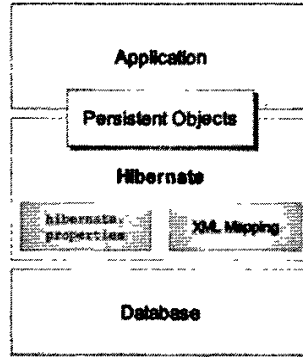 Application
Persistent Objects
Hibernate
hibernate.
properties
XML Mapping
Database